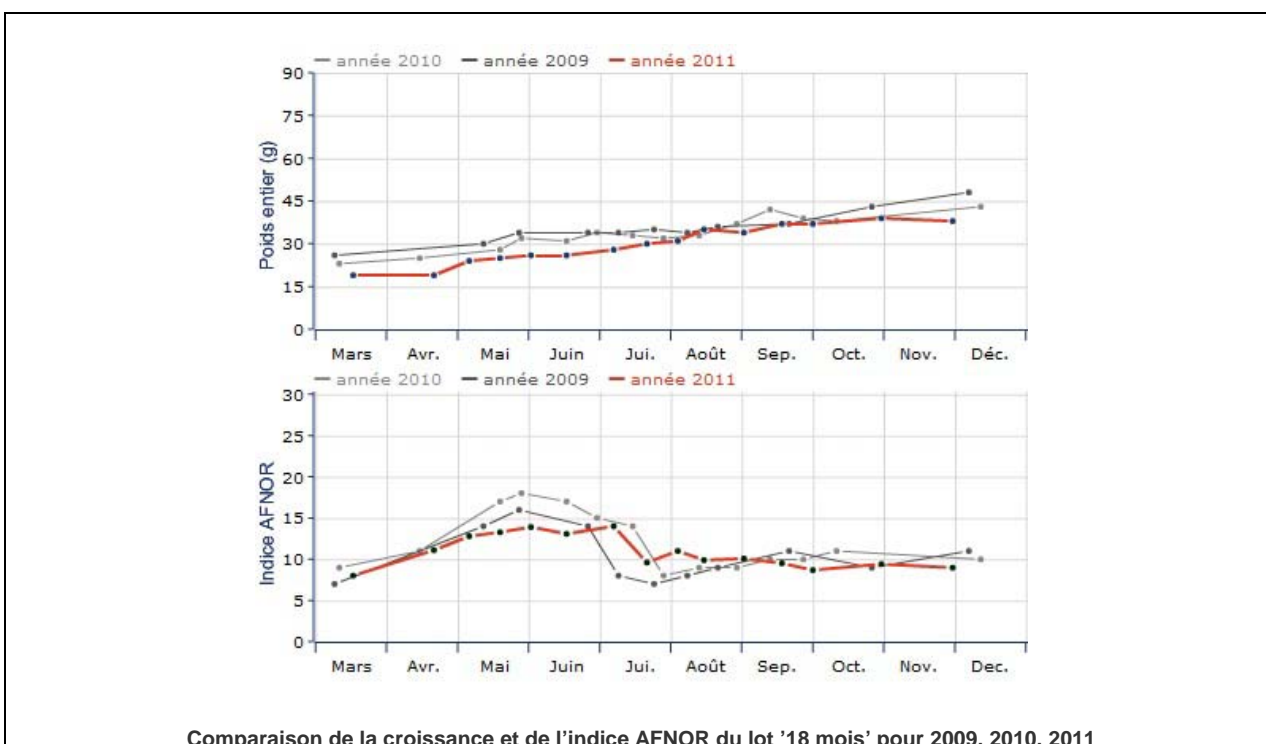 année 2010 année 2009 année 2011
90
75
60
45
30
15
0
Poids entier (g)
Mars Avr. Mai Juin Jui. Août Sep. Oct. Nov. Déc.
année 2010 année 2009 année 2011
30
25
20
15
10
5
0
Indice AFNOR
Mars Avr. Mai Juin Jui. Août Sep. Oct. Nov. Dec.
Comparaison de la croissance et de l'indice AFNOR du lot '18 mois' pour 2009, 2010, 2011